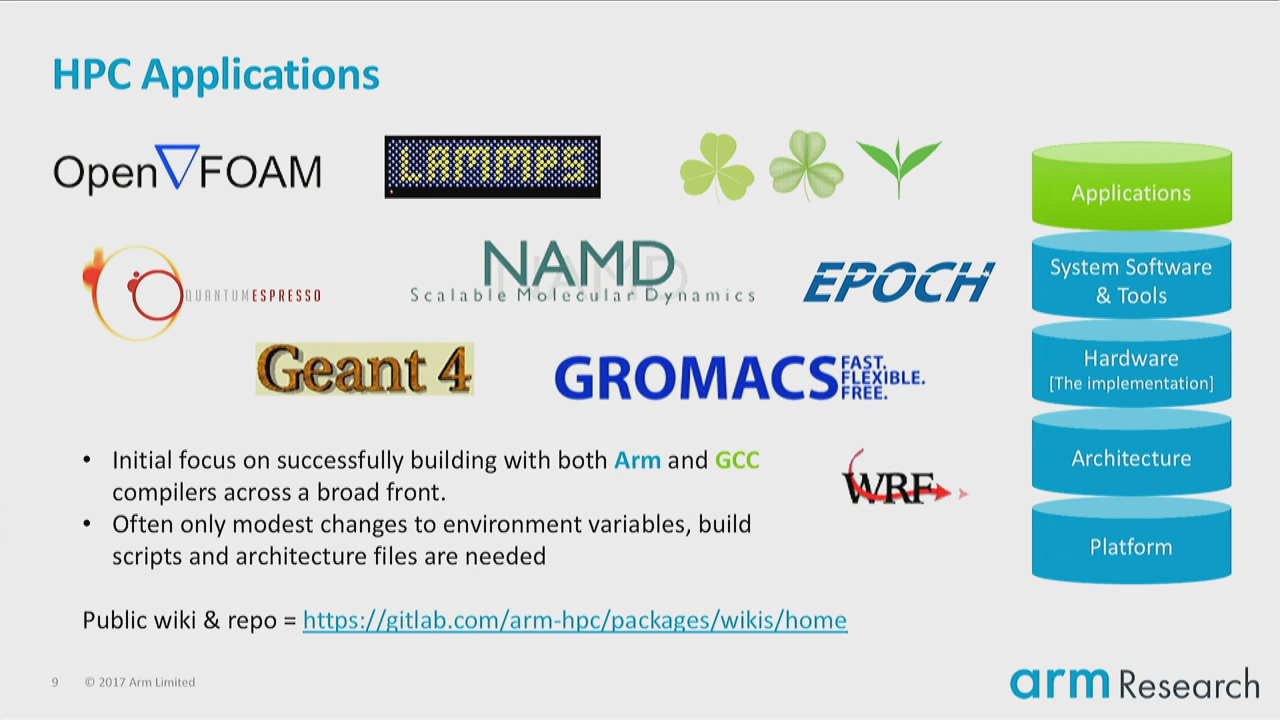 HPC Applications
OpenFOAM
LAMMPS
QUANTUMESPRESSO
NAMD
Scalable Molecular Dynamics
EPOCH
Geant 4
GROMACS
FAST.
FLEXIBLE.
FREE.
WRF
• Initial focus on successfully building with both Arm and GCC
compilers across a broad front.
• Often only modest changes to environment variables, build
scripts and architecture files are needed
Public wiki & repo = https://gitlab.com/arm-hpc/packages/wikis/home
Applications
System Software
& Tools
Hardware
[The implementation]
Architecture
Platform
9 © 2017 Arm Limited
arm Research